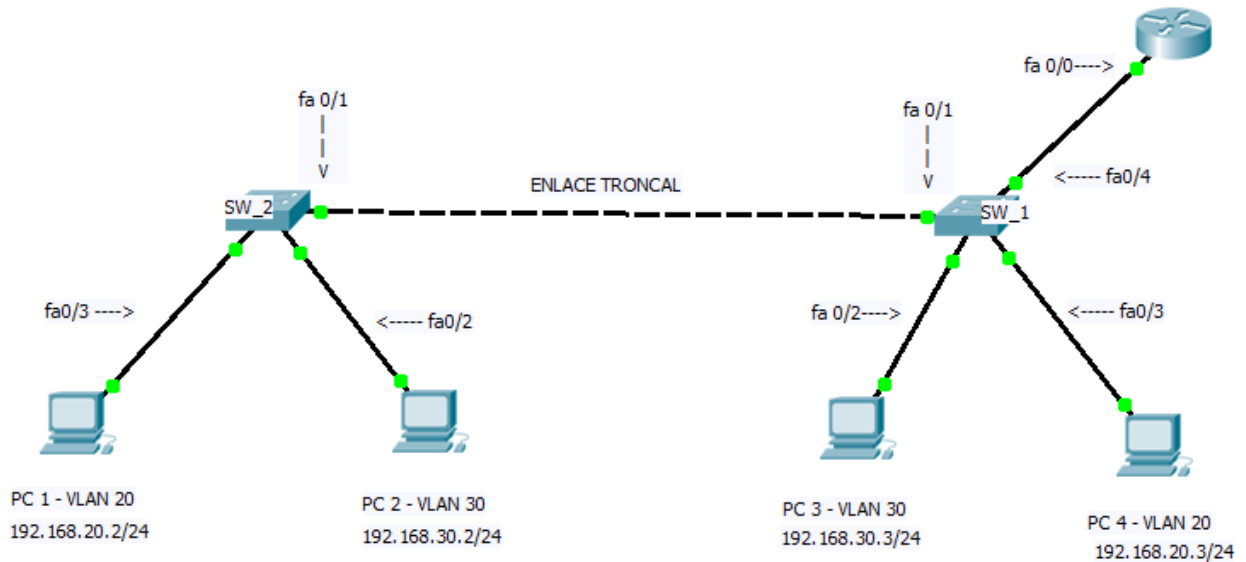 fa 0/0---->
fa 0/1
|
|
V
fa 0/1
|
|
V
ENLACE TRONCAL
<----- fa0/4
SW_2
SW_1
fa0/3 ---->
<----- fa0/2
fa 0/2---->
<----- fa0/3
PC 1 - VLAN 20
192.168.20.2/24
PC 2 - VLAN 30
192.168.30.2/24
PC 3 - VLAN 30
192.168.30.3/24
PC 4 - VLAN 20
192.168.20.3/24